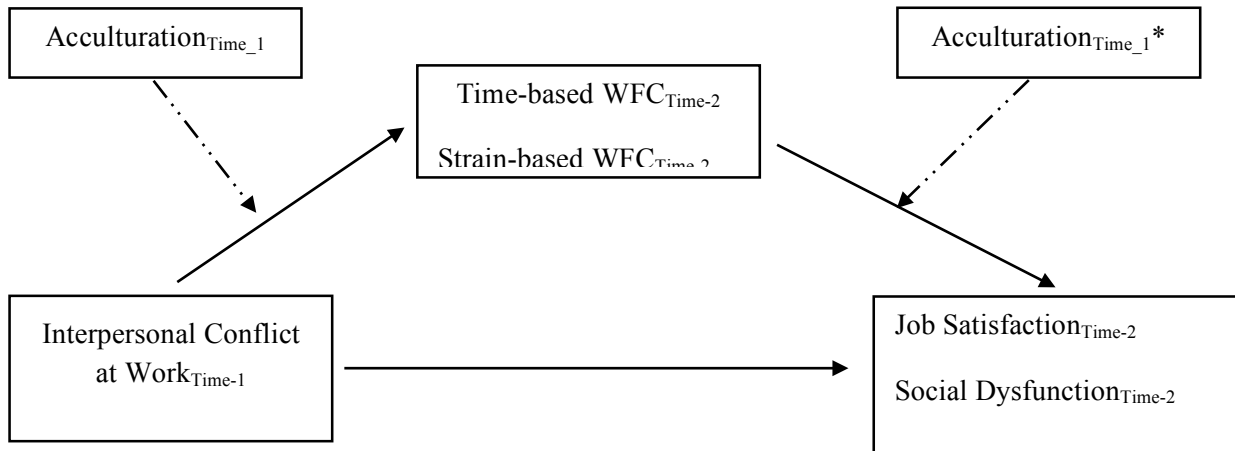 Acculturation_Time_1
Acculturation_Time_1*
Time-based WFC_Time-2
Strain-based WFC_Time-2
Interpersonal Conflict
at Work_Time-1
Job Satisfaction_Time-2
Social Dysfunction_Time-2